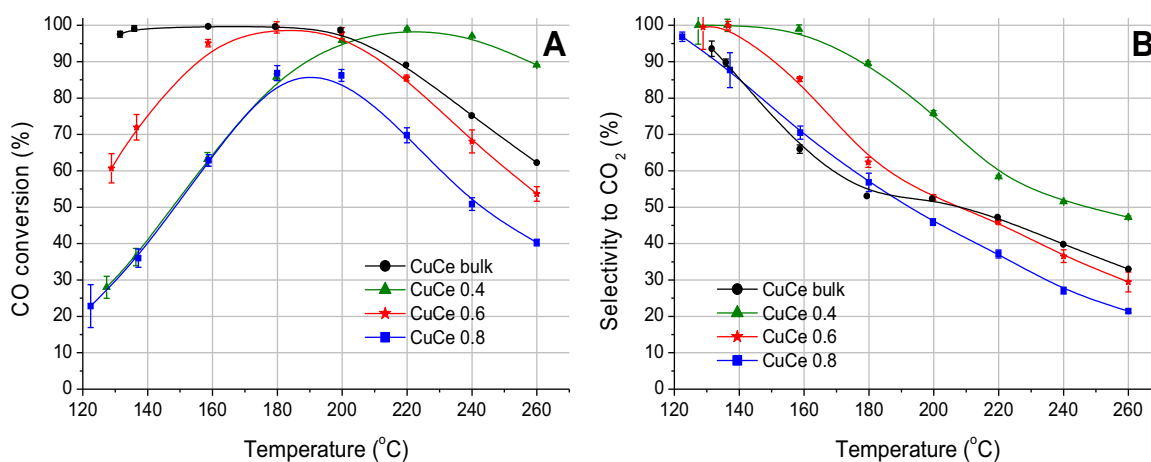 A
CO conversion (%)
100
90
80
70
60
50
40
30
20
10
0
CuCe bulk
CuCe 0.4
CuCe 0.6
CuCe 0.8
120 140 160 180 200 220 240 260
Temperature (°C)
B
Selectivity to CO₂ (%)
100
90
80
70
60
50
40
30
20
10
0
CuCe bulk
CuCe 0.4
CuCe 0.6
CuCe 0.8
120 140 160 180 200 220 240 260
Temperature (°C)